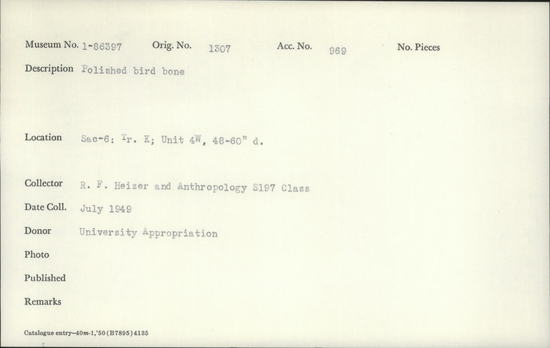 Museum No. 1-86397 Orig. No. 1307 Acc. No. 969 No. Pieces
Description Polished bird bone
Location Sac-6: Tr. K; Unit 4W, 48-60" d.
Collector R. F. Heizer and Anthropology S197 Class
Date Coll. July 1949
Donor University Appropriation
Photo
Published
Remarks
Catalogue entry—40m-1,'50(B7895)4135